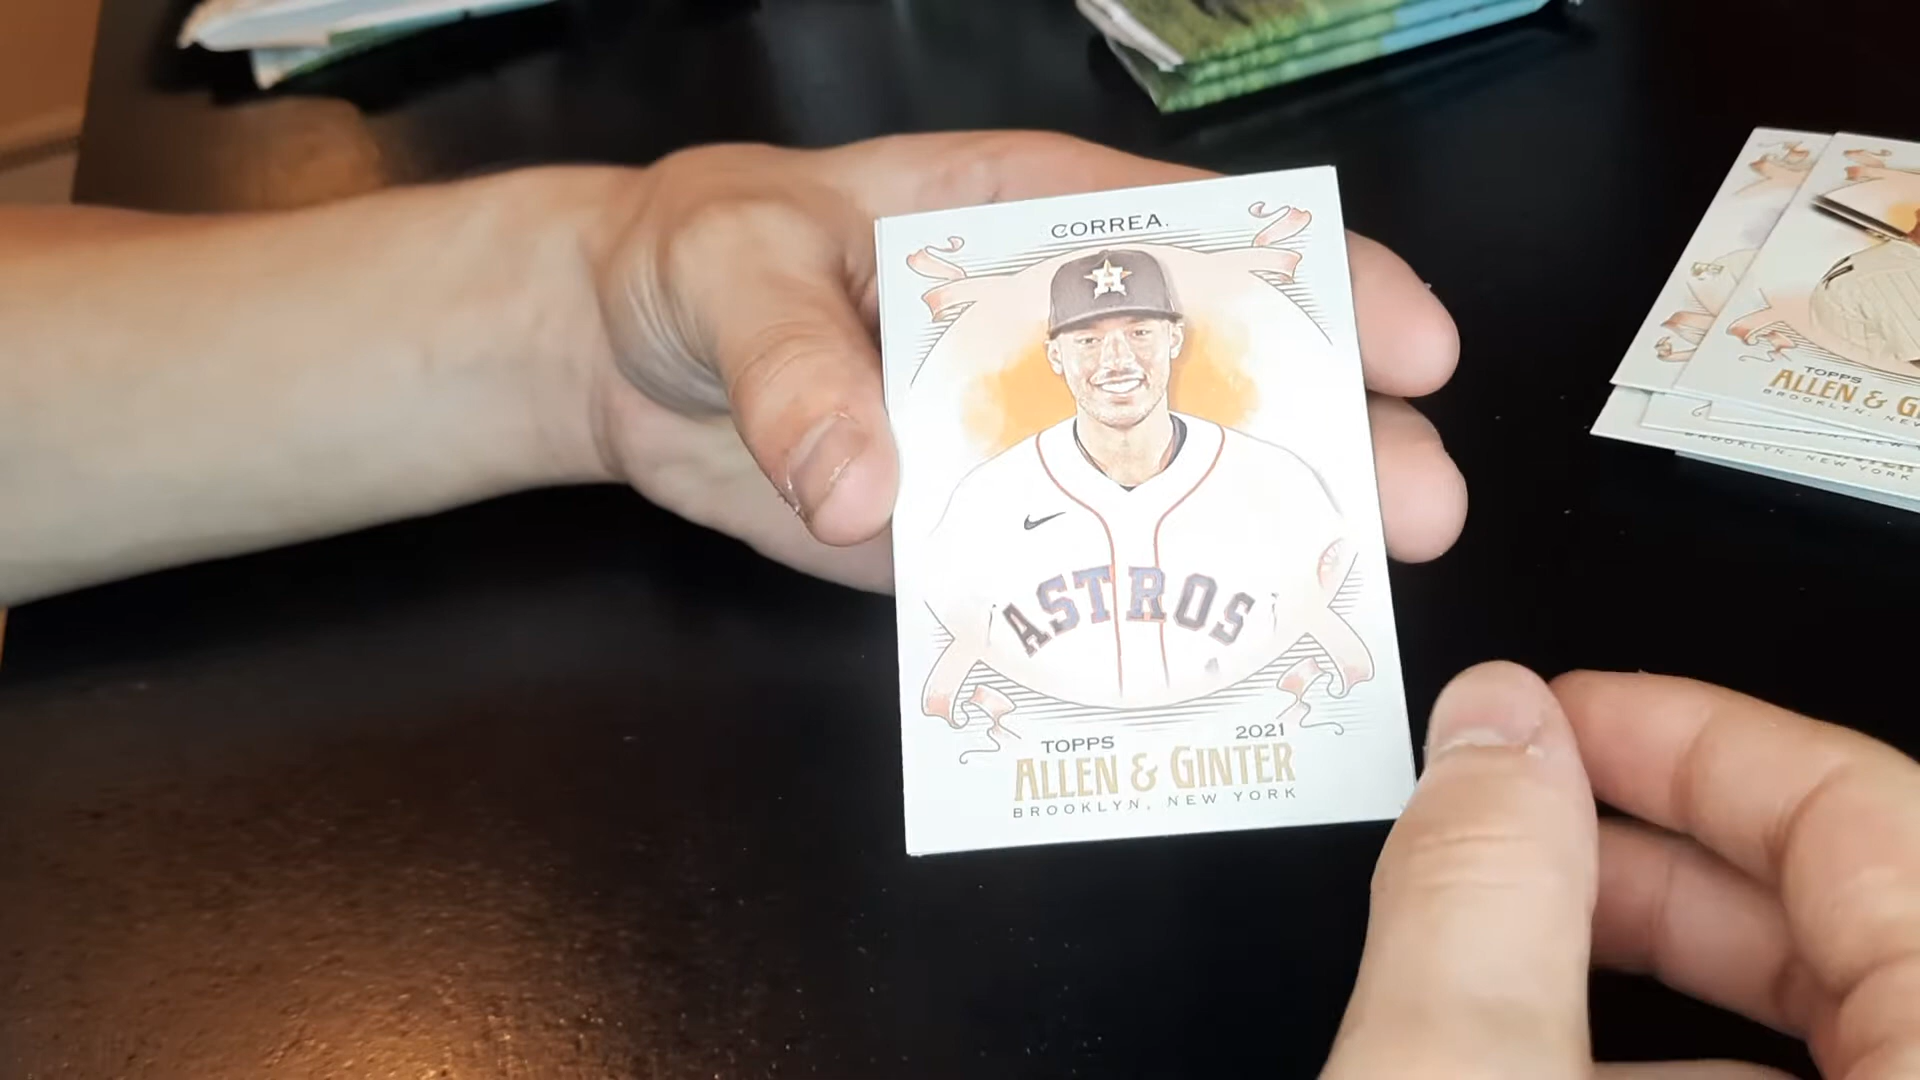 CORREA.
H
ASTROS
TOPPS 2021
ALLEN & GINTER
BROOKLYN, NEW YORK
TOPPS
ALLEN & G
BROOKLYN, NEW
BROOKLYN, NEW YORK